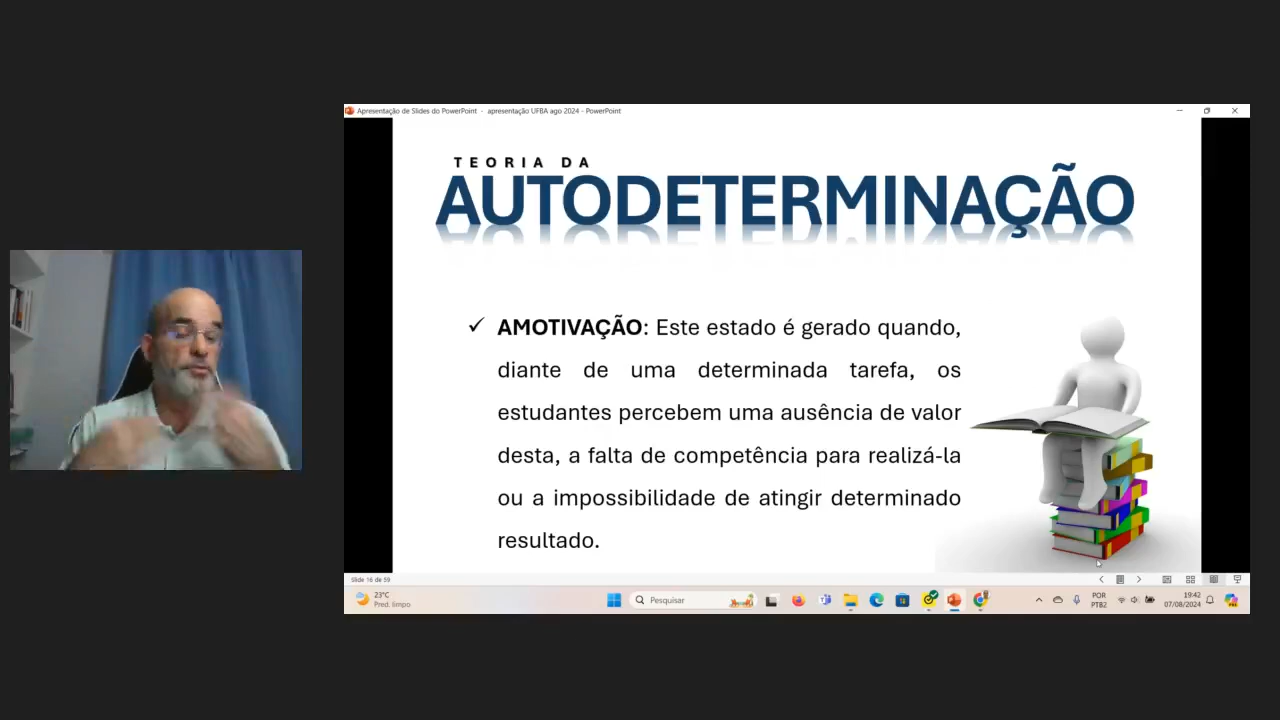 Apresentação de Slides do PowerPoint - apresentação UFBA ago 2024 - PowerPoint
TEORIA DA
AUTODETERMINAÇÃO
✓ AMOTIVAÇÃO: Este estado é gerado quando,
diante de uma determinada tarefa, os
estudantes percebem uma ausência de valor
desta, a falta de competência para realizá-la
ou a impossibilidade de atingir determinado
resultado.
Slide 16 de 59
23°C
Pred. limpo
Pesquisar
POR
PTB2
19:42
07/08/2024